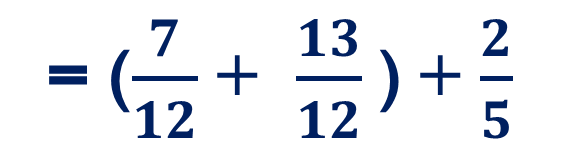 = (7/12 + 13/12) + 2/5